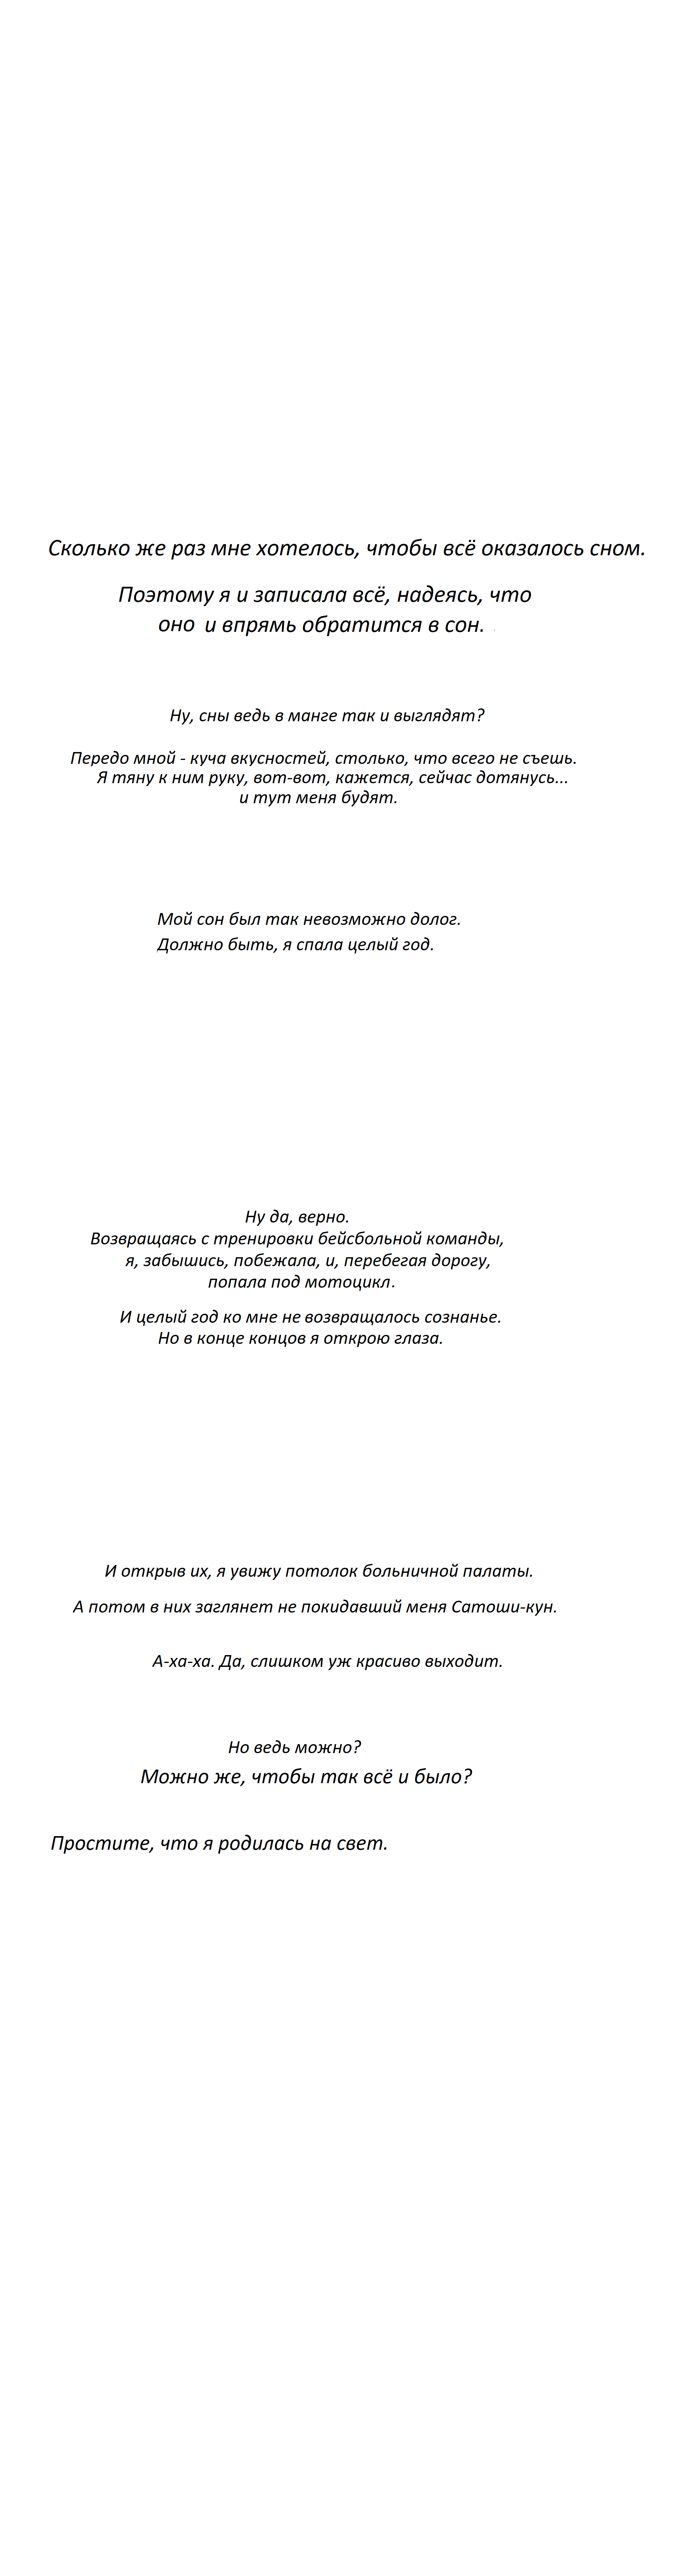 Сколько же раз мне хотелось, чтобы всё оказалось сном.
Поэтому я и записала всё, надеясь, что
оно и впрямь обратится в сон.
Ну, сны ведь в манге так и выглядят?
Передо мной - куча вкусностей, столько, что всего не съешь.
Я тяну к ним руку, вот-вот, кажется, сейчас дотянусь...
и тут меня будят.
Мой сон был так невозможно долог.
Должно быть, я спала целый год.
Ну да, верно.
Возвращаясь с тренировки бейсбольной команды,
я, забышись, побежала, и, перебегая дорогу,
попала под мотоцикл.
И целый год ко мне не возвращалось сознанье.
Но в конце концов я открою глаза.
И открыв их, я увижу потолок больничной палаты.
А потом в них заглянет не покидавший меня Сатоши-кун.
А-ха-ха. Да, слишком уж красиво выходит.
Но ведь можно?
Можно же, чтобы так всё и было?
Простите, что я родилась на свет.